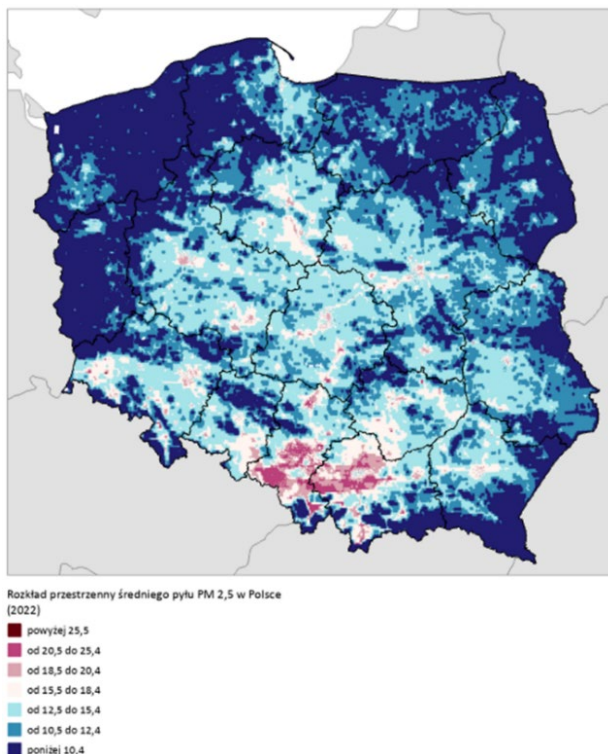 Rozkład przestrzenny średniego pyłu PM 2,5 w Polsce
(2022)
powyżej 25,5
od 20,5 do 25,4
od 18,5 do 20,4
od 15,5 do 18,4
od 12,5 do 15,4
od 10,5 do 12,4
poniżej 10,4